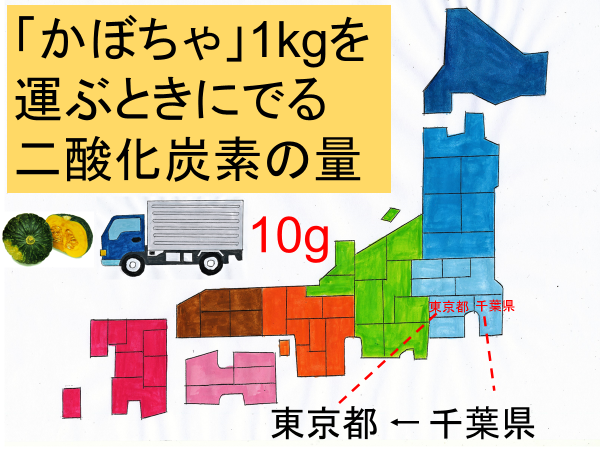 「かぼちゃ」1kgを
運ぶときにでる
二酸化炭素の量
10g
東京都 千葉県
東京都 ← 千葉県